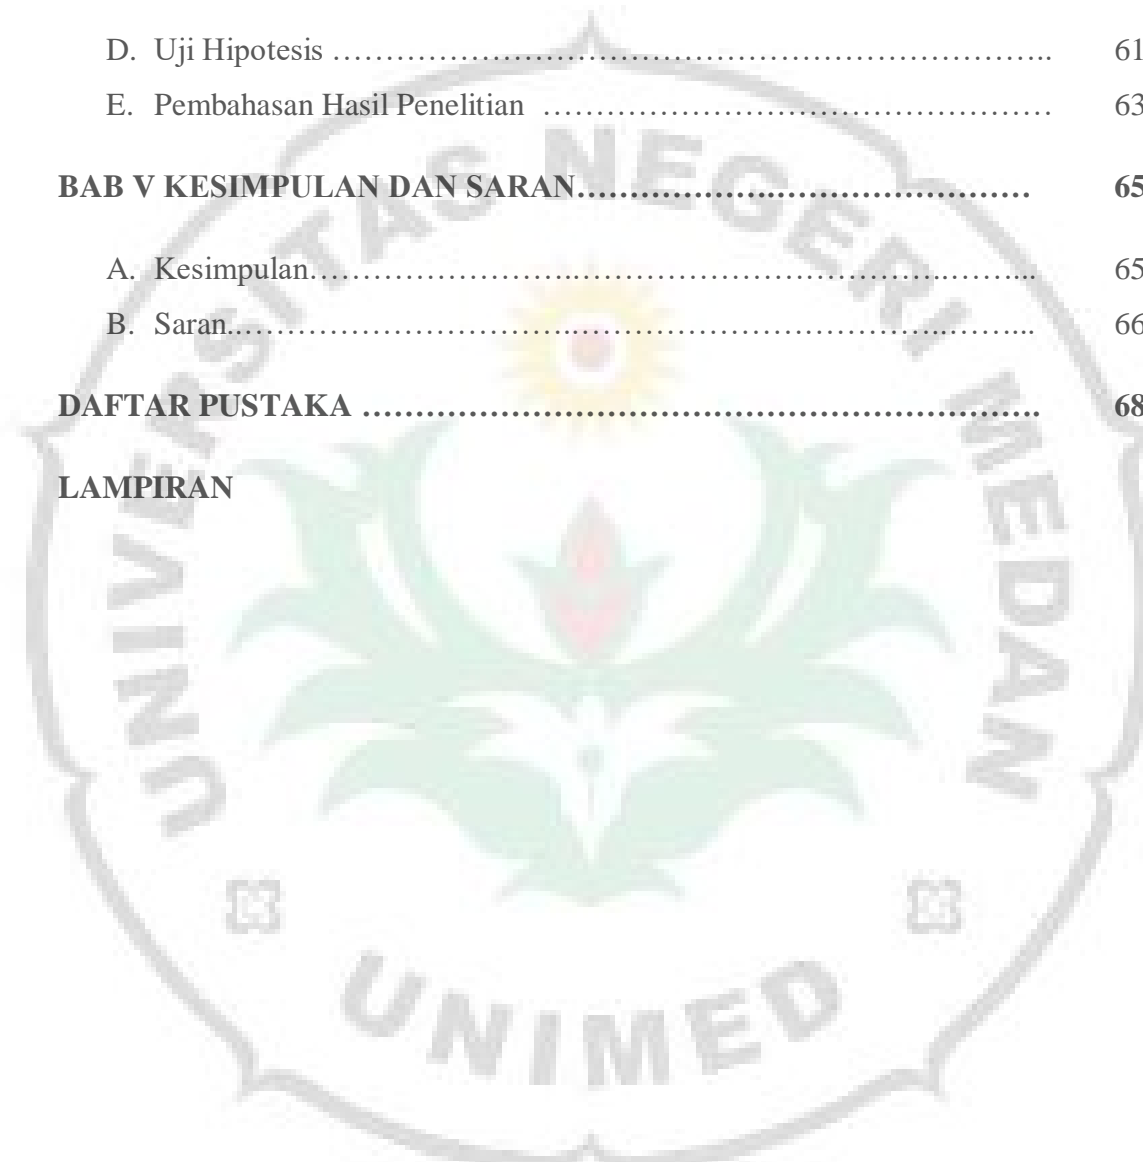 D. Uji Hipotesis ………………………………………………………….. 61
E. Pembahasan Hasil Penelitian ………………………………………… 63
BAB V KESIMPULAN DAN SARAN…………………………………… 65
A. Kesimpulan………………………………………………….……….. 65
B. Saran..……………………………………………………….……... 66
DAFTAR PUSTAKA ……………………………………………………….. 68
LAMPIRAN
UNIVERSITAS NEGERI MEDAN
UNIMED